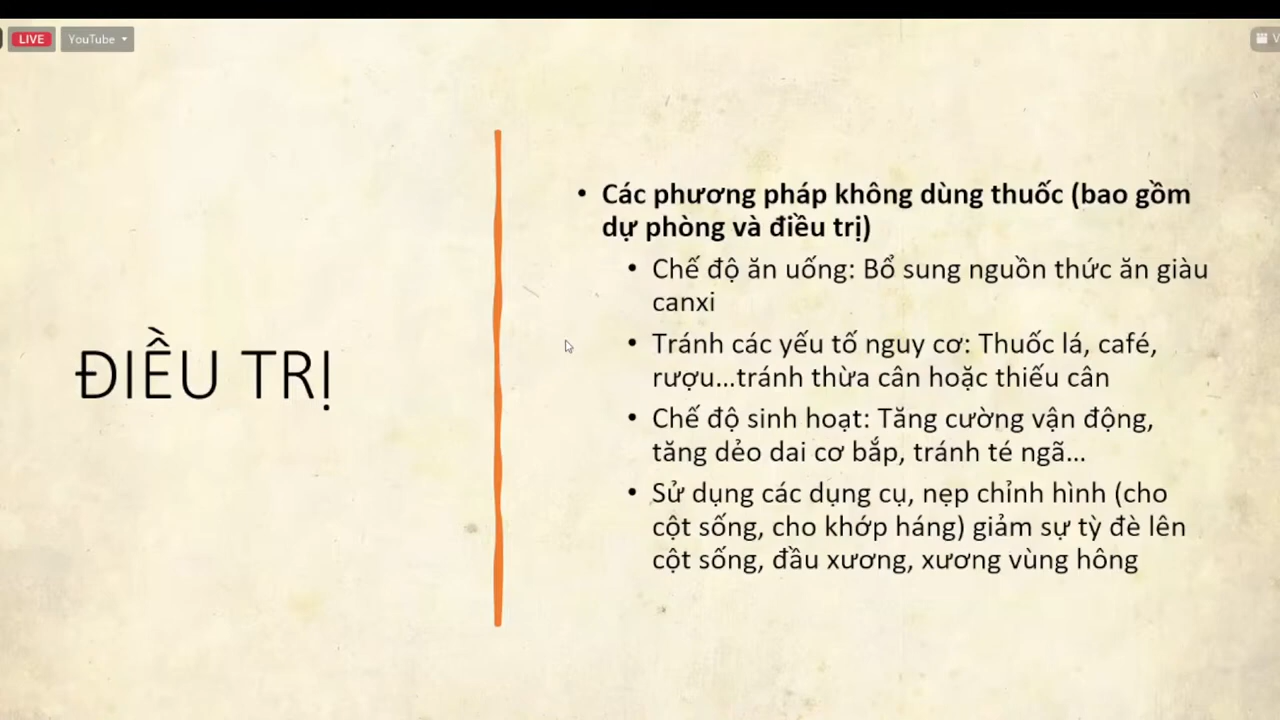 LIVE
YouTube
V
ĐIỀU TRỊ
• Các phương pháp không dùng thuốc (bao gồm
dự phòng và điều trị)
• Chế độ ăn uống: Bổ sung nguồn thức ăn giàu
canxi
• Tránh các yếu tố nguy cơ: Thuốc lá, café,
rượu...tránh thừa cân hoặc thiếu cân
• Chế độ sinh hoạt: Tăng cường vận động,
tăng dẻo dai cơ bắp, tránh té ngã...
• Sử dụng các dụng cụ, nẹp chỉnh hình (cho
cột sống, cho khớp háng) giảm sự tỳ đè lên
cột sống, đầu xương, xương vùng hông